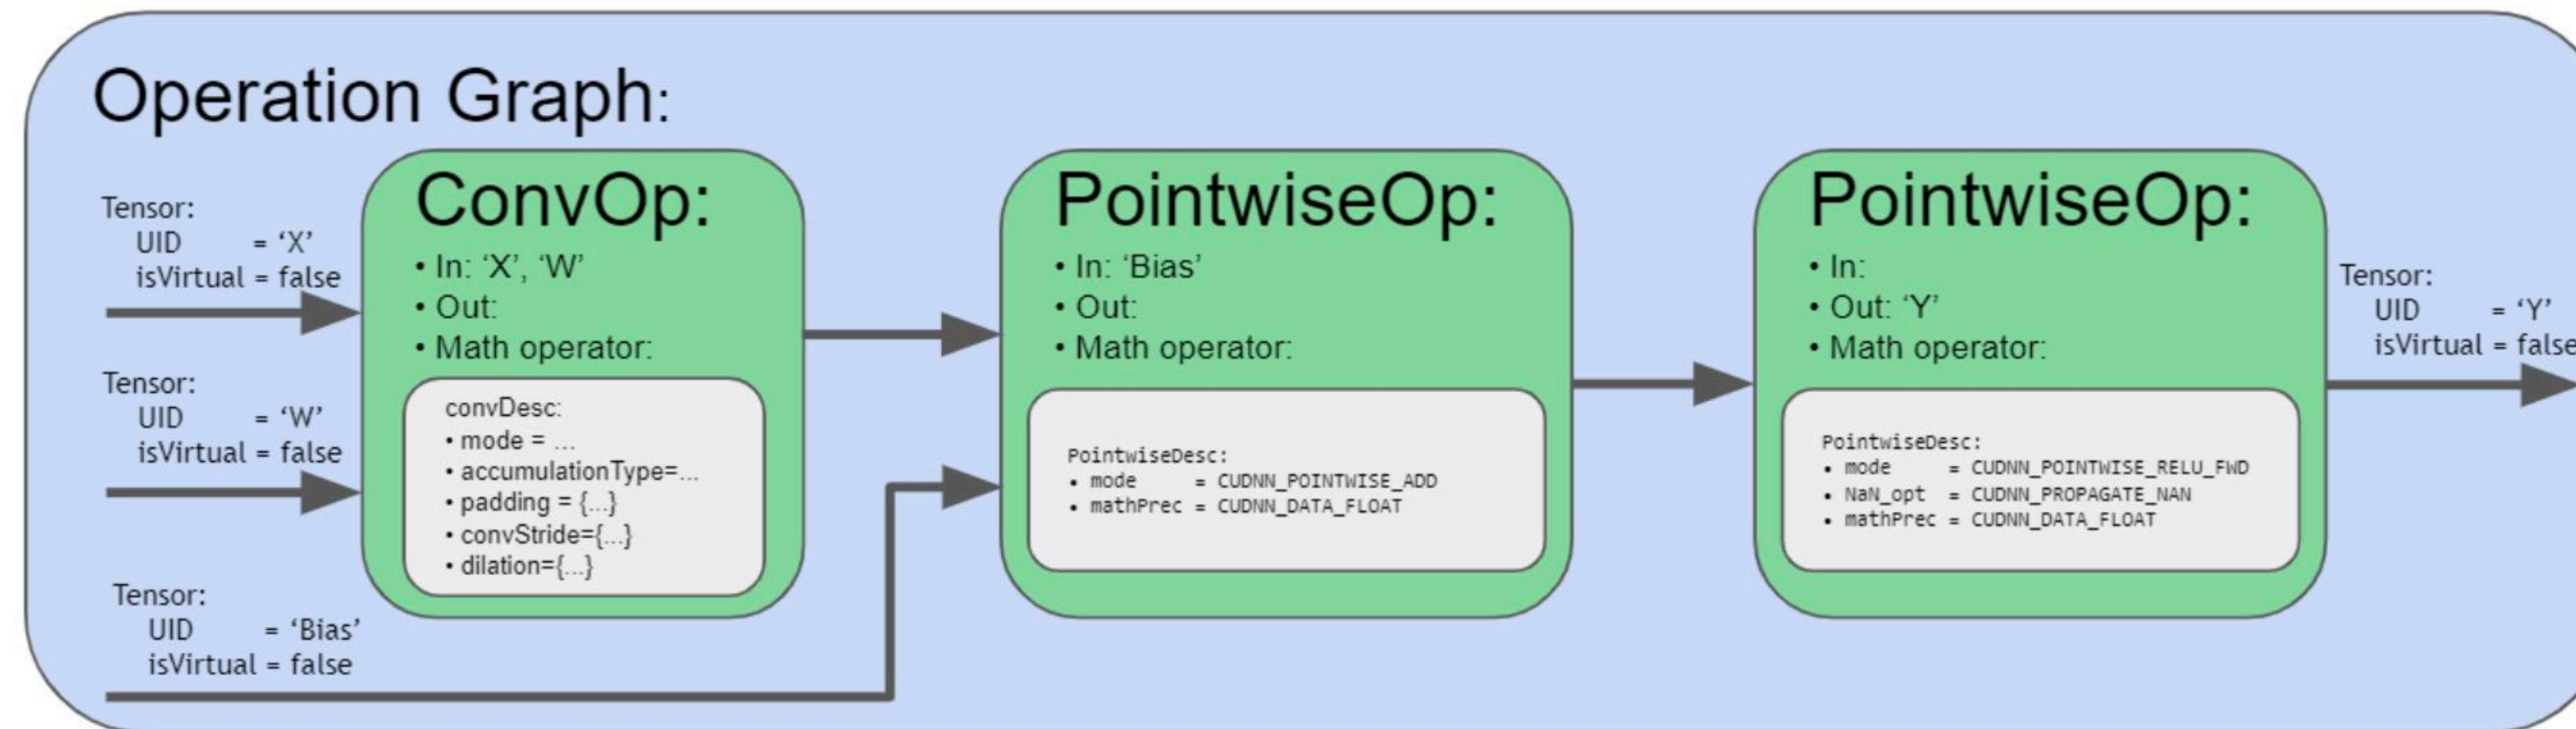 Operation Graph:
Tensor:
UID = ‘X’
isVirtual = false
Tensor:
UID = ‘W’
isVirtual = false
Tensor:
UID = ‘Bias’
isVirtual = false
ConvOp:
• In: ‘X’, ‘W’
• Out:
• Math operator:
convDesc:
• mode = ...
• accumulationType=...
• padding = {...}
• convStride={...}
• dilation={...}
PointwiseOp:
• In: ‘Bias’
• Out:
• Math operator:
PointwiseDesc:
• mode = CUDNN_POINTWISE_ADD
• mathPrec = CUDNN_DATA_FLOAT
PointwiseOp:
• In:
• Out: ‘Y’
• Math operator:
PointwiseDesc:
• mode = CUDNN_POINTWISE_RELU_FWD
• NaN_opt = CUDNN_PROPAGATE_NAN
• mathPrec = CUDNN_DATA_FLOAT
Tensor:
UID = ‘Y’
isVirtual = false